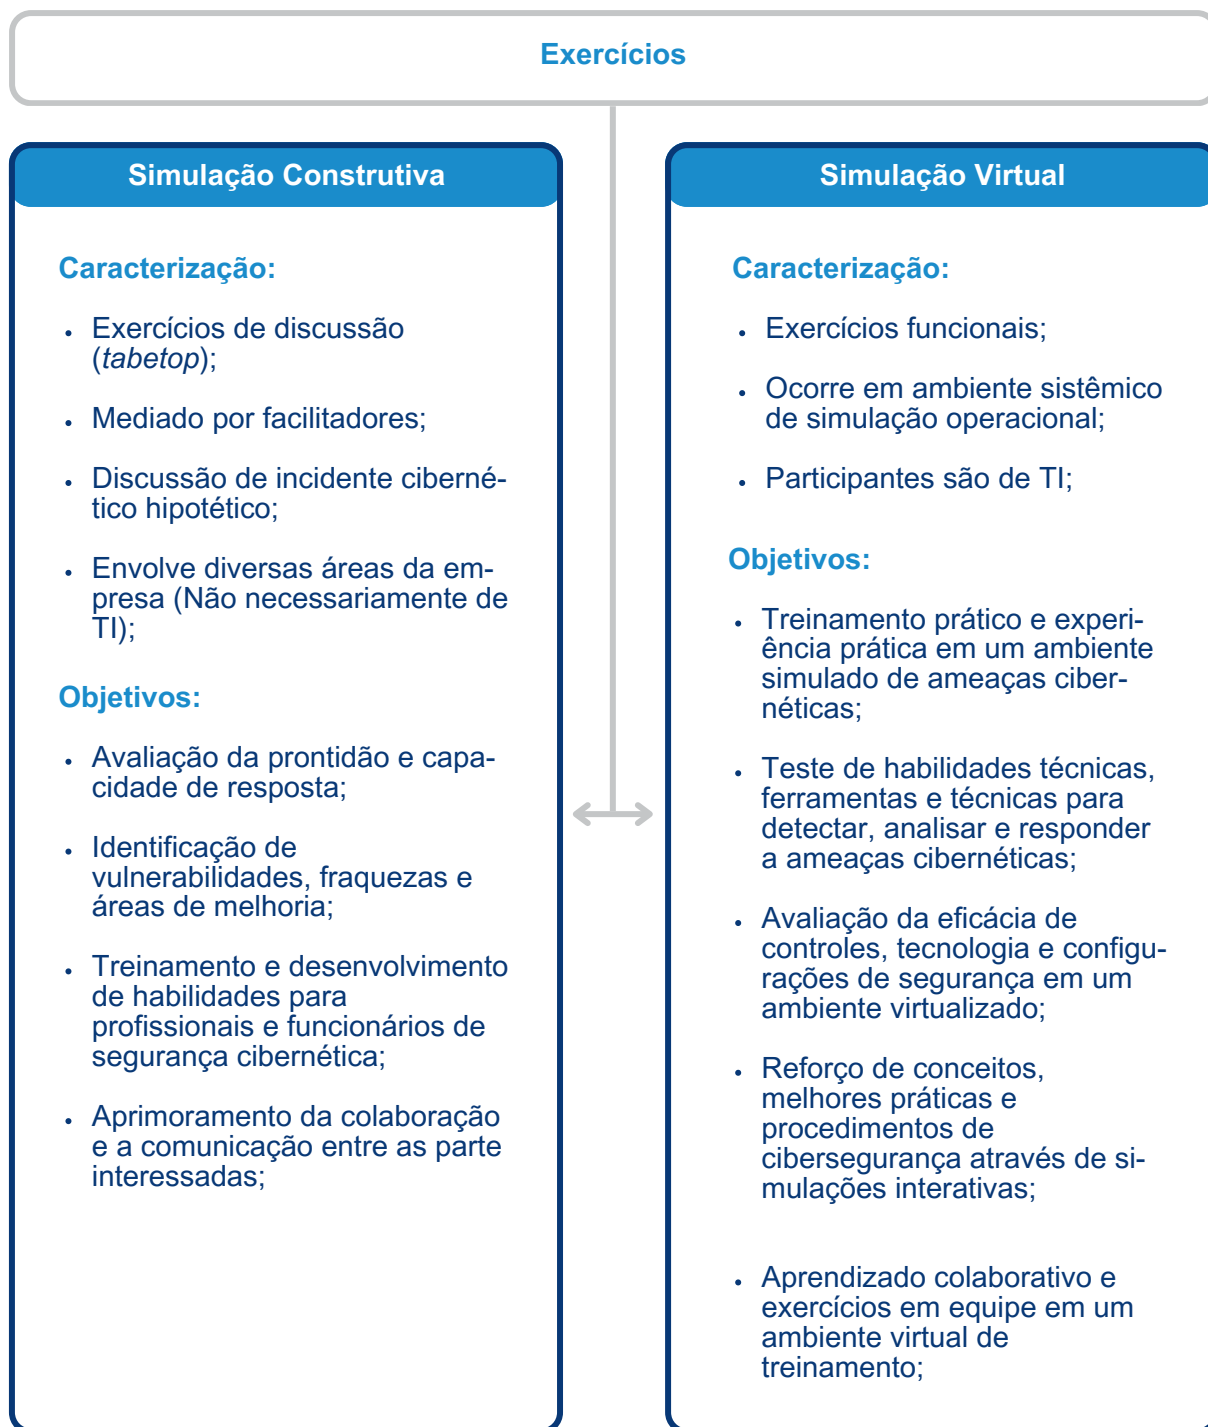 Exercícios
Simulação Construtiva
Caracterização:
• Exercícios de discussão
(tabetop);
• Mediado por facilitadores;
• Discussão de incidente ciberné-
tico hipotético;
• Envolve diversas áreas da em-
presa (Não necessariamente de
TI);
Objetivos:
• Avaliação da prontidão e capa-
cidade de resposta;
• Identificação de
vulnerabilidades, fraquezas e
áreas de melhoria;
• Treinamento e desenvolvimento
de habilidades para
profissionais e funcionários de
segurança cibernética;
• Aprimoramento da colaboração
e a comunicação entre as parte
interessadas;
Simulação Virtual
Caracterização:
• Exercícios funcionais;
• Ocorre em ambiente sistêmico
de simulação operacional;
• Participantes são de TI;
Objetivos:
• Treinamento prático e experi-
ência prática em um ambiente
simulado de ameaças ciber-
néticas;
• Teste de habilidades técnicas,
ferramentas e técnicas para
detectar, analisar e responder
a ameaças cibernéticas;
• Avaliação da eficácia de
controles, tecnologia e configu-
rações de segurança em um
ambiente virtualizado;
• Reforço de conceitos,
melhores práticas e
procedimentos de
cibersegurança através de si-
mulações interativas;
• Aprendizado colaborativo e
exercícios em equipe em um
ambiente virtual de
treinamento;